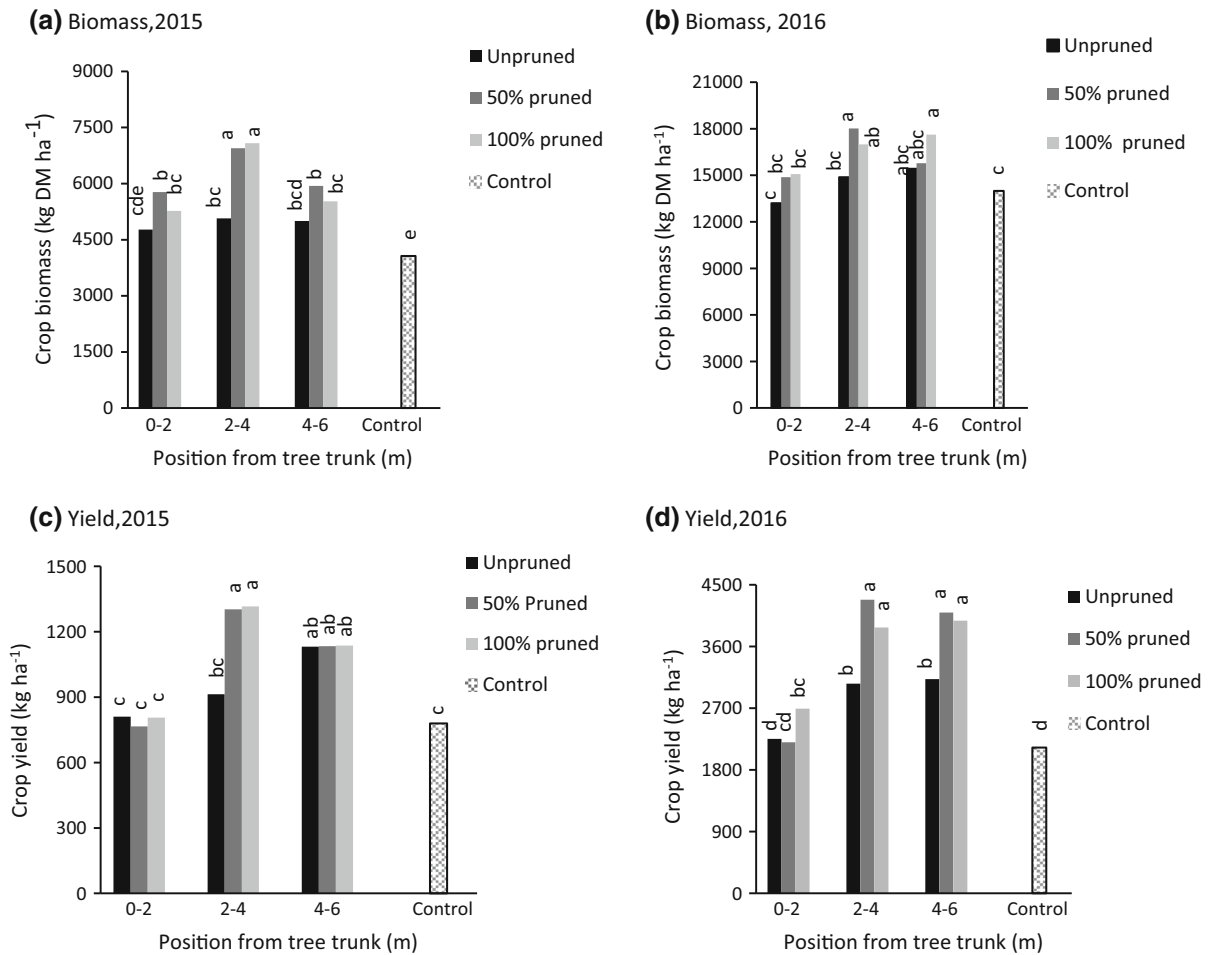 (a) Biomass,2015
Unpruned
50% pruned
100% pruned
Control
Crop biomass (kg DM ha⁻¹)
9000
7500
6000
4500
3000
1500
0
cde b bc
bc a a
bcd b bc
e
0-2 2-4 4-6 Control
Position from tree trunk (m)
(b) Biomass, 2016
Unpruned
50% pruned
100% pruned
Control
Crop biomass (kg DM ha⁻¹)
21000
18000
15000
12000
9000
6000
3000
0
c bc bc
bc a ab
abc abc a
c
0-2 2-4 4-6 Control
Position from tree trunk (m)
(c) Yield,2015
Unpruned
50% Pruned
100% pruned
Control
Crop yield (kg ha⁻¹)
1500
1200
900
600
300
0
c c c
bc a a
ab ab ab
c
0-2 2-4 4-6 Control
Position from tree trunk (m)
(d) Yield,2016
Unpruned
50% pruned
100% pruned
Control
Crop yield (kg ha⁻¹)
4500
3600
2700
1800
900
0
d cd bc
b a a
b a a
d
0-2 2-4 4-6 Control
Position from tree trunk (m)